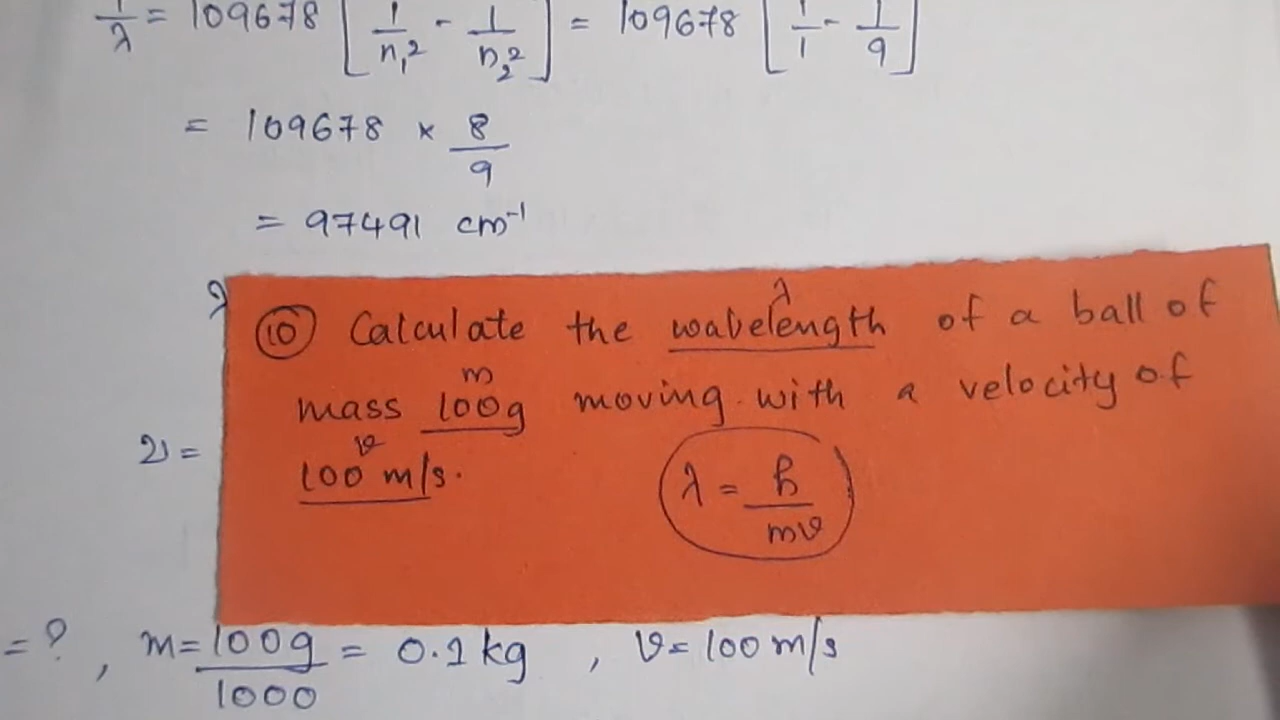 1/λ = 109678 [1/n₁² - 1/n₂²] = 109678 [1/1 - 1/9]
= 109678 × 8/9
= 97491 cm⁻¹
λ
⑩ Calculate the wavelength of a ball of
m
mass 100g moving with a velocity of
v
100 m/s.
λ = h/mv
ν =
= ? , m = 100g/1000 = 0.1 kg , v = 100 m/s